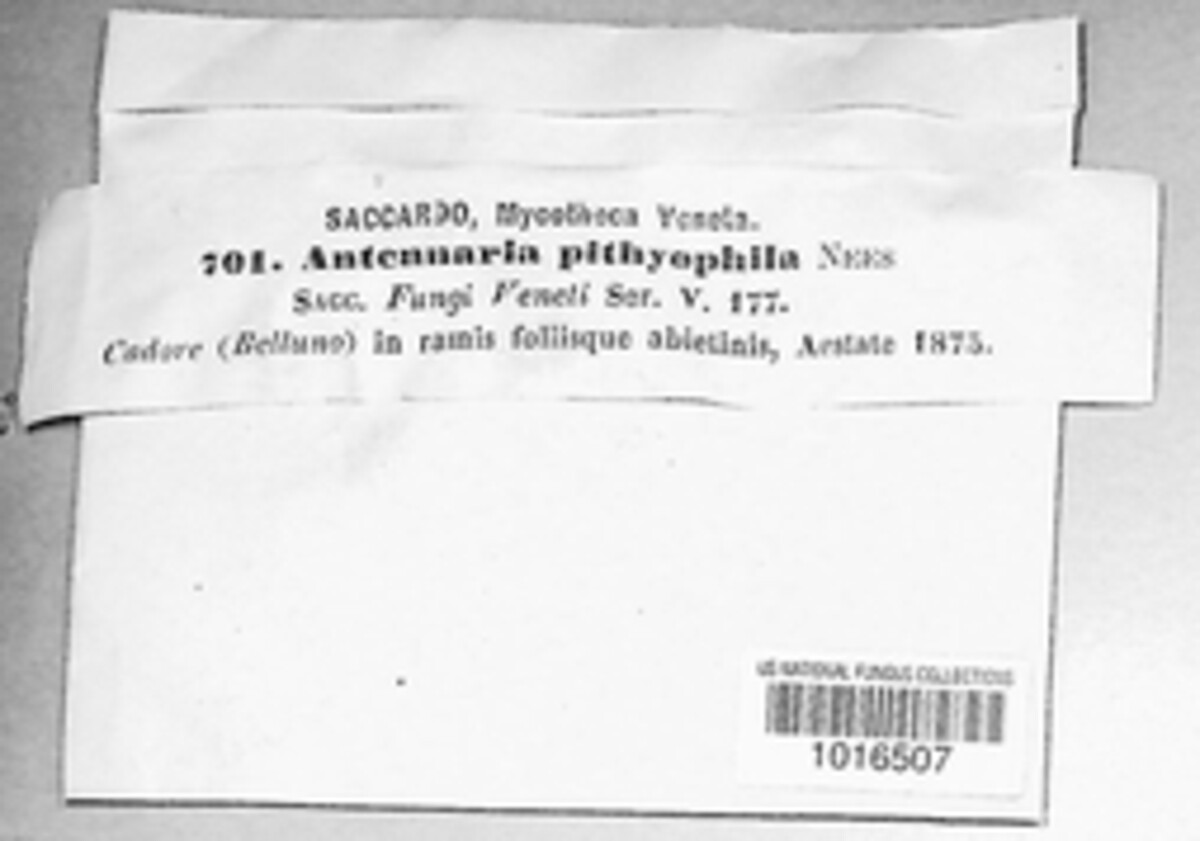 SACCARDO, Mycotheca Veneta.
701. Antennaria pithyophila NEES
SACC. Fungi Veneti Ser. V. 177.
Cadore (Belluno) in ramis foliisque abietinis, Aestate 1875.
US NATIONAL FUNGUS COLLECTIONS
1016507